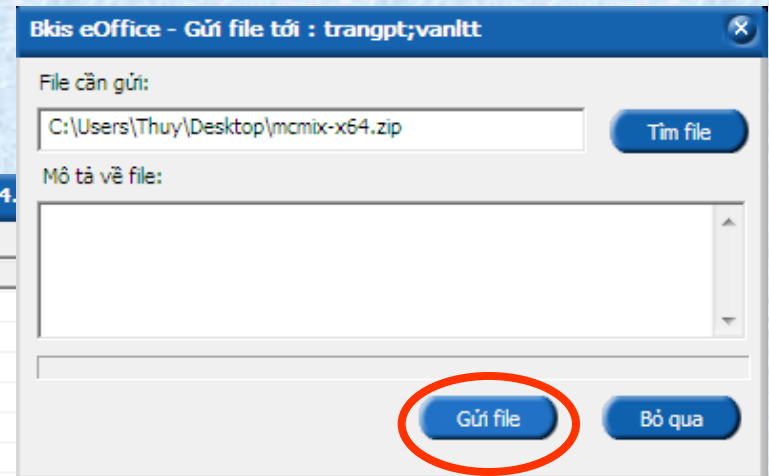 Bkis eOffice - Gửi file tới : trangpt;vanltt
File cần gửi:
C:\Users\Thuy\Desktop\mcmix-x64.zip
Tìm file
Mô tả về file:
4.
Gửi file
Bỏ qua